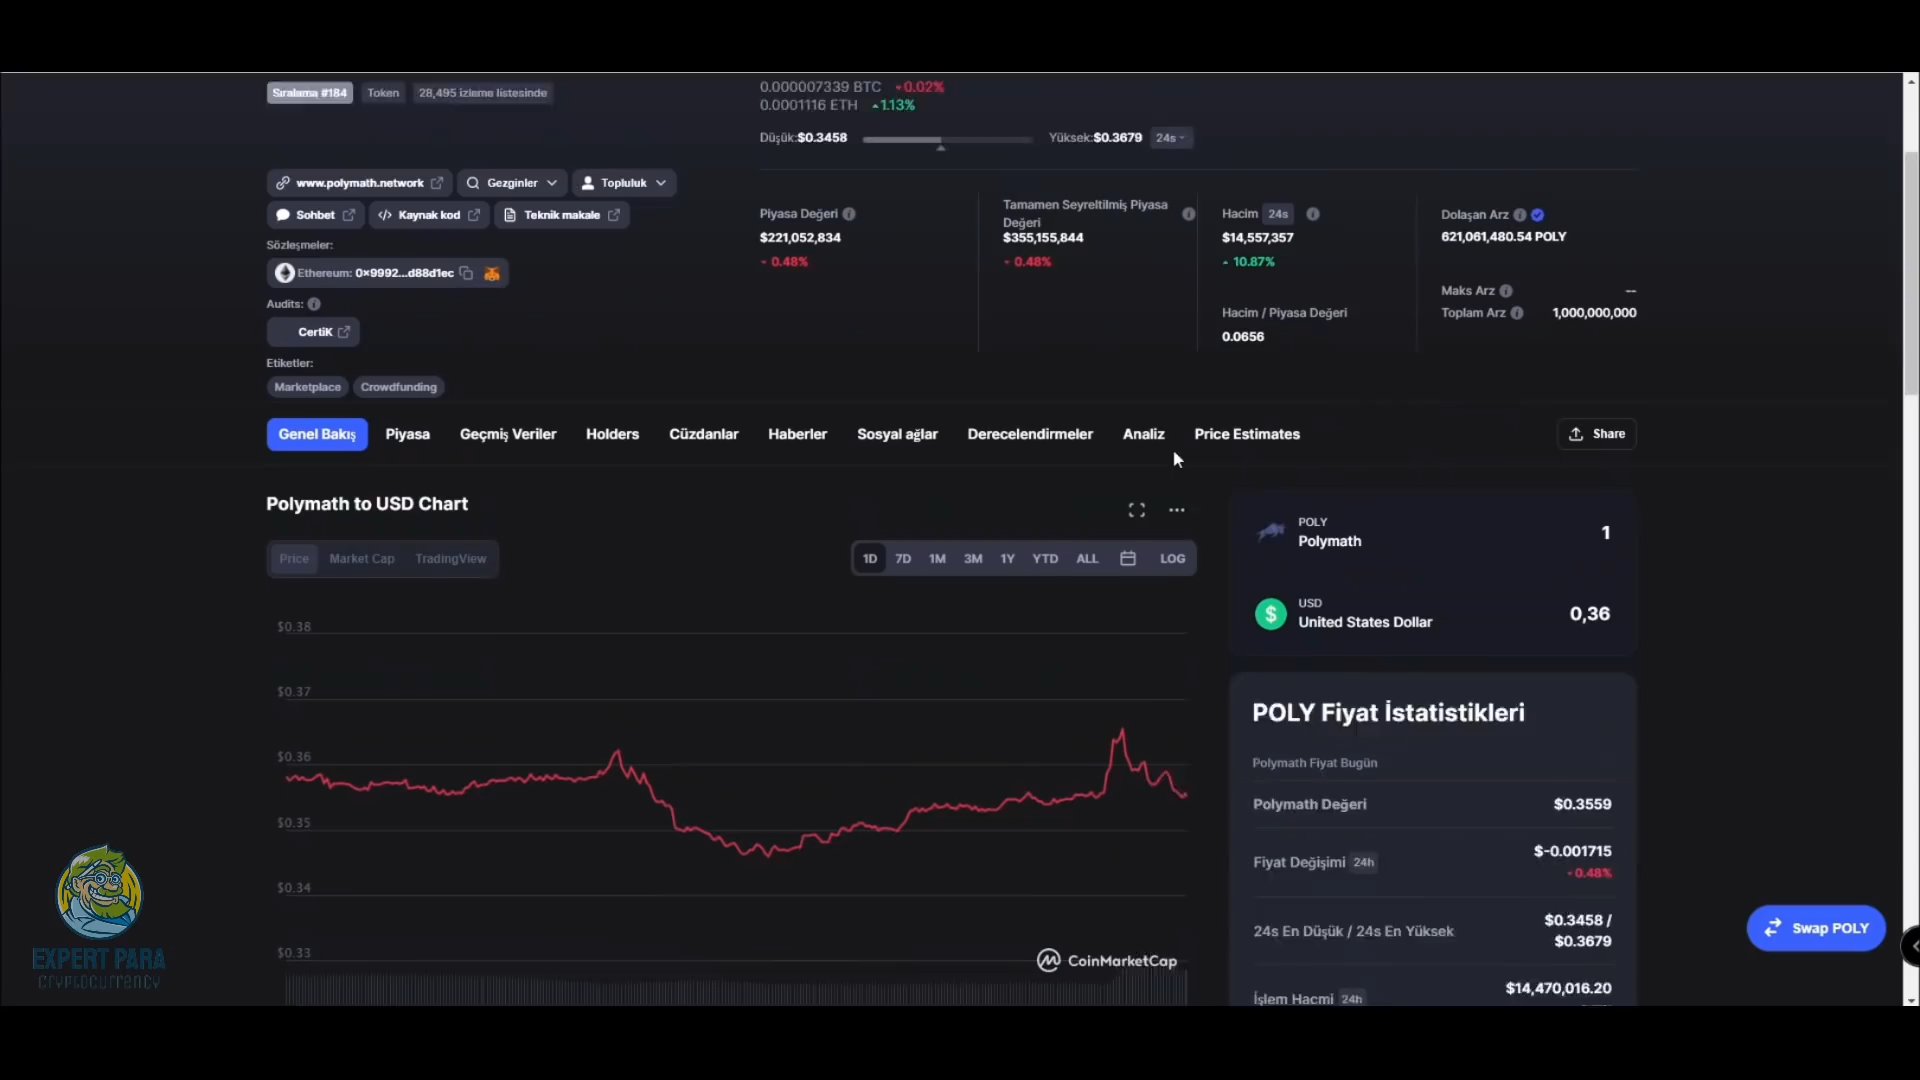 Sıralama #184 Token 28,495 izleme listesinde
0.000007339 BTC 0.02%
0.0001116 ETH 1.13%
Düşük:$0.3458 Yüksek:$0.3679 24s
www.polymath.network Gezginler Topluluk
Sohbet Kaynak kod Teknik makale
Sözleşmeler:
Ethereum: 0x9992...d88d1ec
Audits:
CertiK
Etiketler:
Marketplace Crowdfunding
Piyasa Değeri
$221,052,834
0.48%
Tamamen Seyreltilmiş Piyasa
Değeri
$355,155,844
0.48%
Hacim 24s
$14,557,357
10.87%
Hacim / Piyasa Değeri
0.0656
Dolaşan Arz
621,061,480.54 POLY
Maks Arz --
Toplam Arz 1,000,000,000
Genel Bakış Piyasa Geçmiş Veriler Holders Cüzdanlar Haberler Sosyal ağlar Derecelendirmeler Analiz Price Estimates Share
Polymath to USD Chart
Price Market Cap TradingView 1D 7D 1M 3M 1Y YTD ALL LOG
$0.38
$0.37
$0.36
$0.35
$0.34
$0.33
CoinMarketCap
POLY
Polymath 1
USD
United States Dollar 0,36
POLY Fiyat İstatistikleri
Polymath Fiyat Bugün
Polymath Değeri $0.3559
Fiyat Değişimi 24h $-0.001715
0.48%
24s En Düşük / 24s En Yüksek $0.3458 /
$0.3679
İşlem Hacmi 24h $14,470,016.20
Swap POLY
EXPERT PARA
cryptocurrency